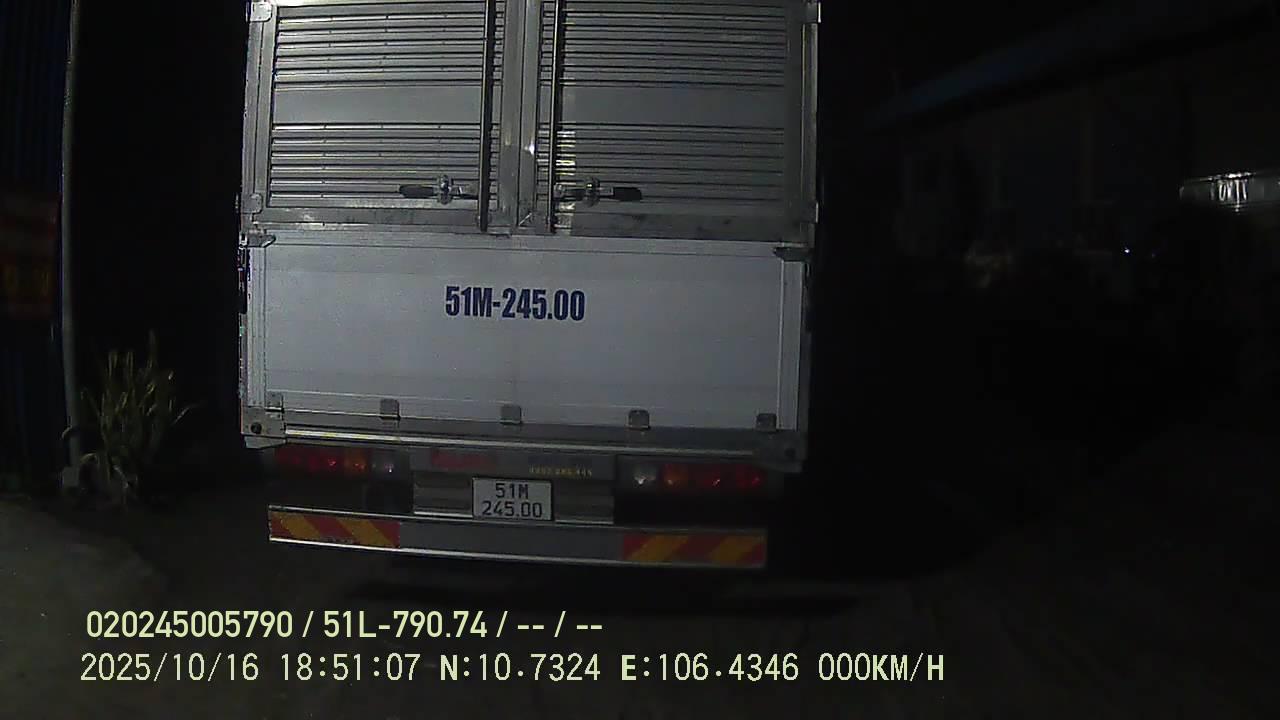 51M-245.00
51M
245.00
020245005790 / 51L-790.74 / -- / --
2025/10/16 18:51:07 N:10.7324 E:106.4346 000KM/H